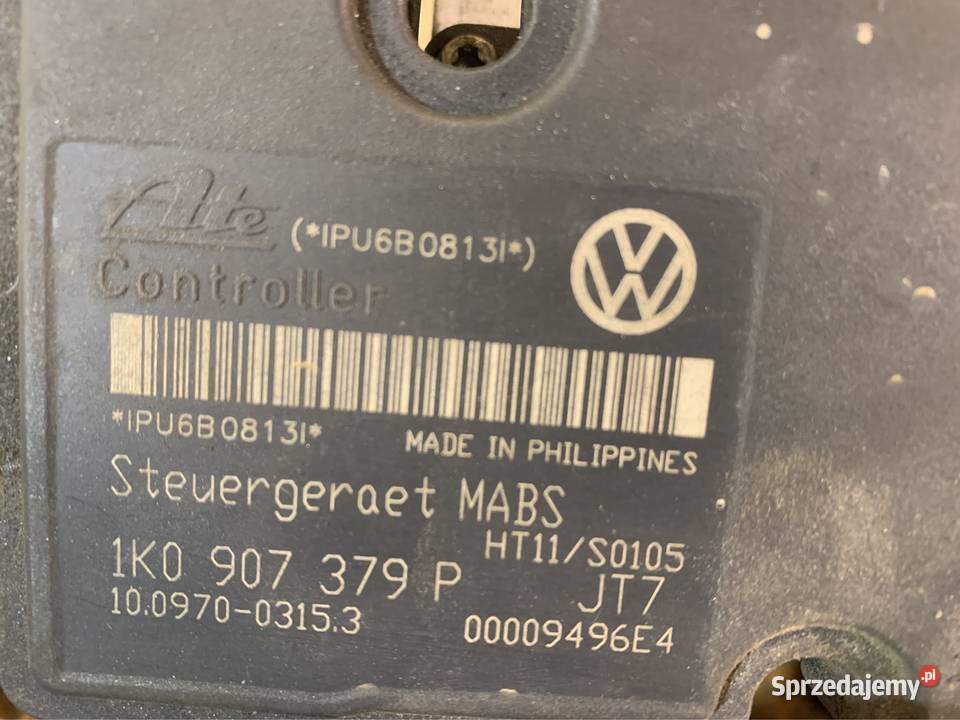 Ate
(*IPU6B0813I*)
Controller
*IPU6B0813I*
MADE IN PHILIPPINES
Steuergeraet MABS
HT11/S0105
1K0 907 379 P
JT7
10.0970-0315.3
00009496E4
Sprzedajemy.pl